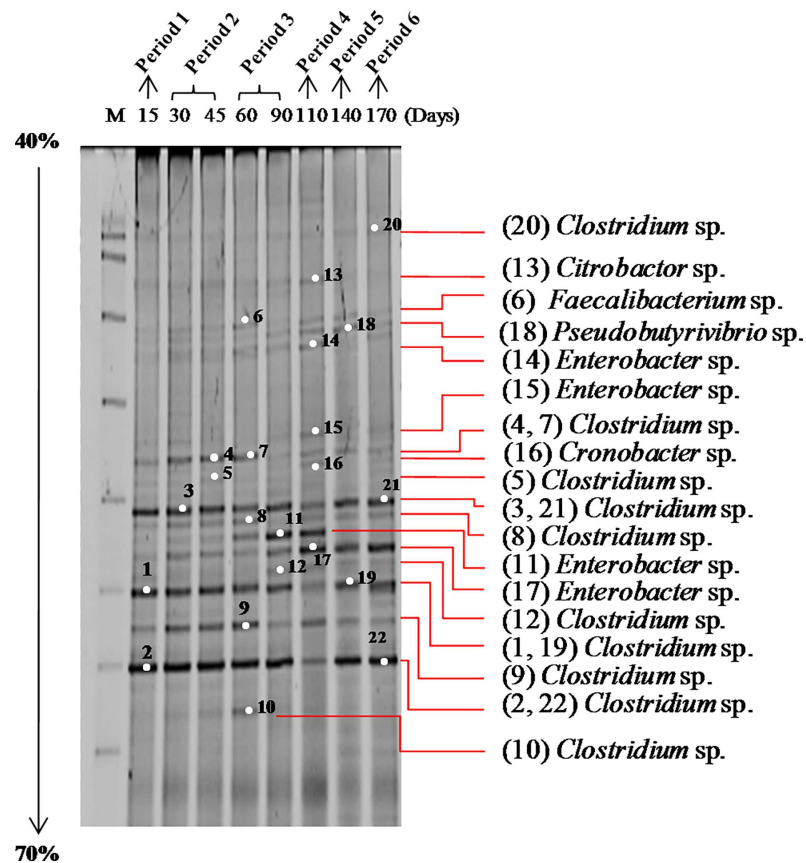 Period 1 Period 2 Period 3 Period 4 Period 5 Period 6
M 15 30 45 60 90 110 140 170 (Days)
40%
20
(20) Clostridium sp.
13
(13) Citrobactor sp.
6
(6) Faecalibacterium sp.
18
(18) Pseudobutyrivibrio sp.
14
(14) Enterobacter sp.
(15) Enterobacter sp.
15
(4, 7) Clostridium sp.
4 7
16
(16) Cronobacter sp.
5
(5) Clostridium sp.
3 21
(3, 21) Clostridium sp.
8 11
(8) Clostridium sp.
(11) Enterobacter sp.
17
(17) Enterobacter sp.
1 12 19
(12) Clostridium sp.
(1, 19) Clostridium sp.
9
(9) Clostridium sp.
2 22
(2, 22) Clostridium sp.
10
(10) Clostridium sp.
70%